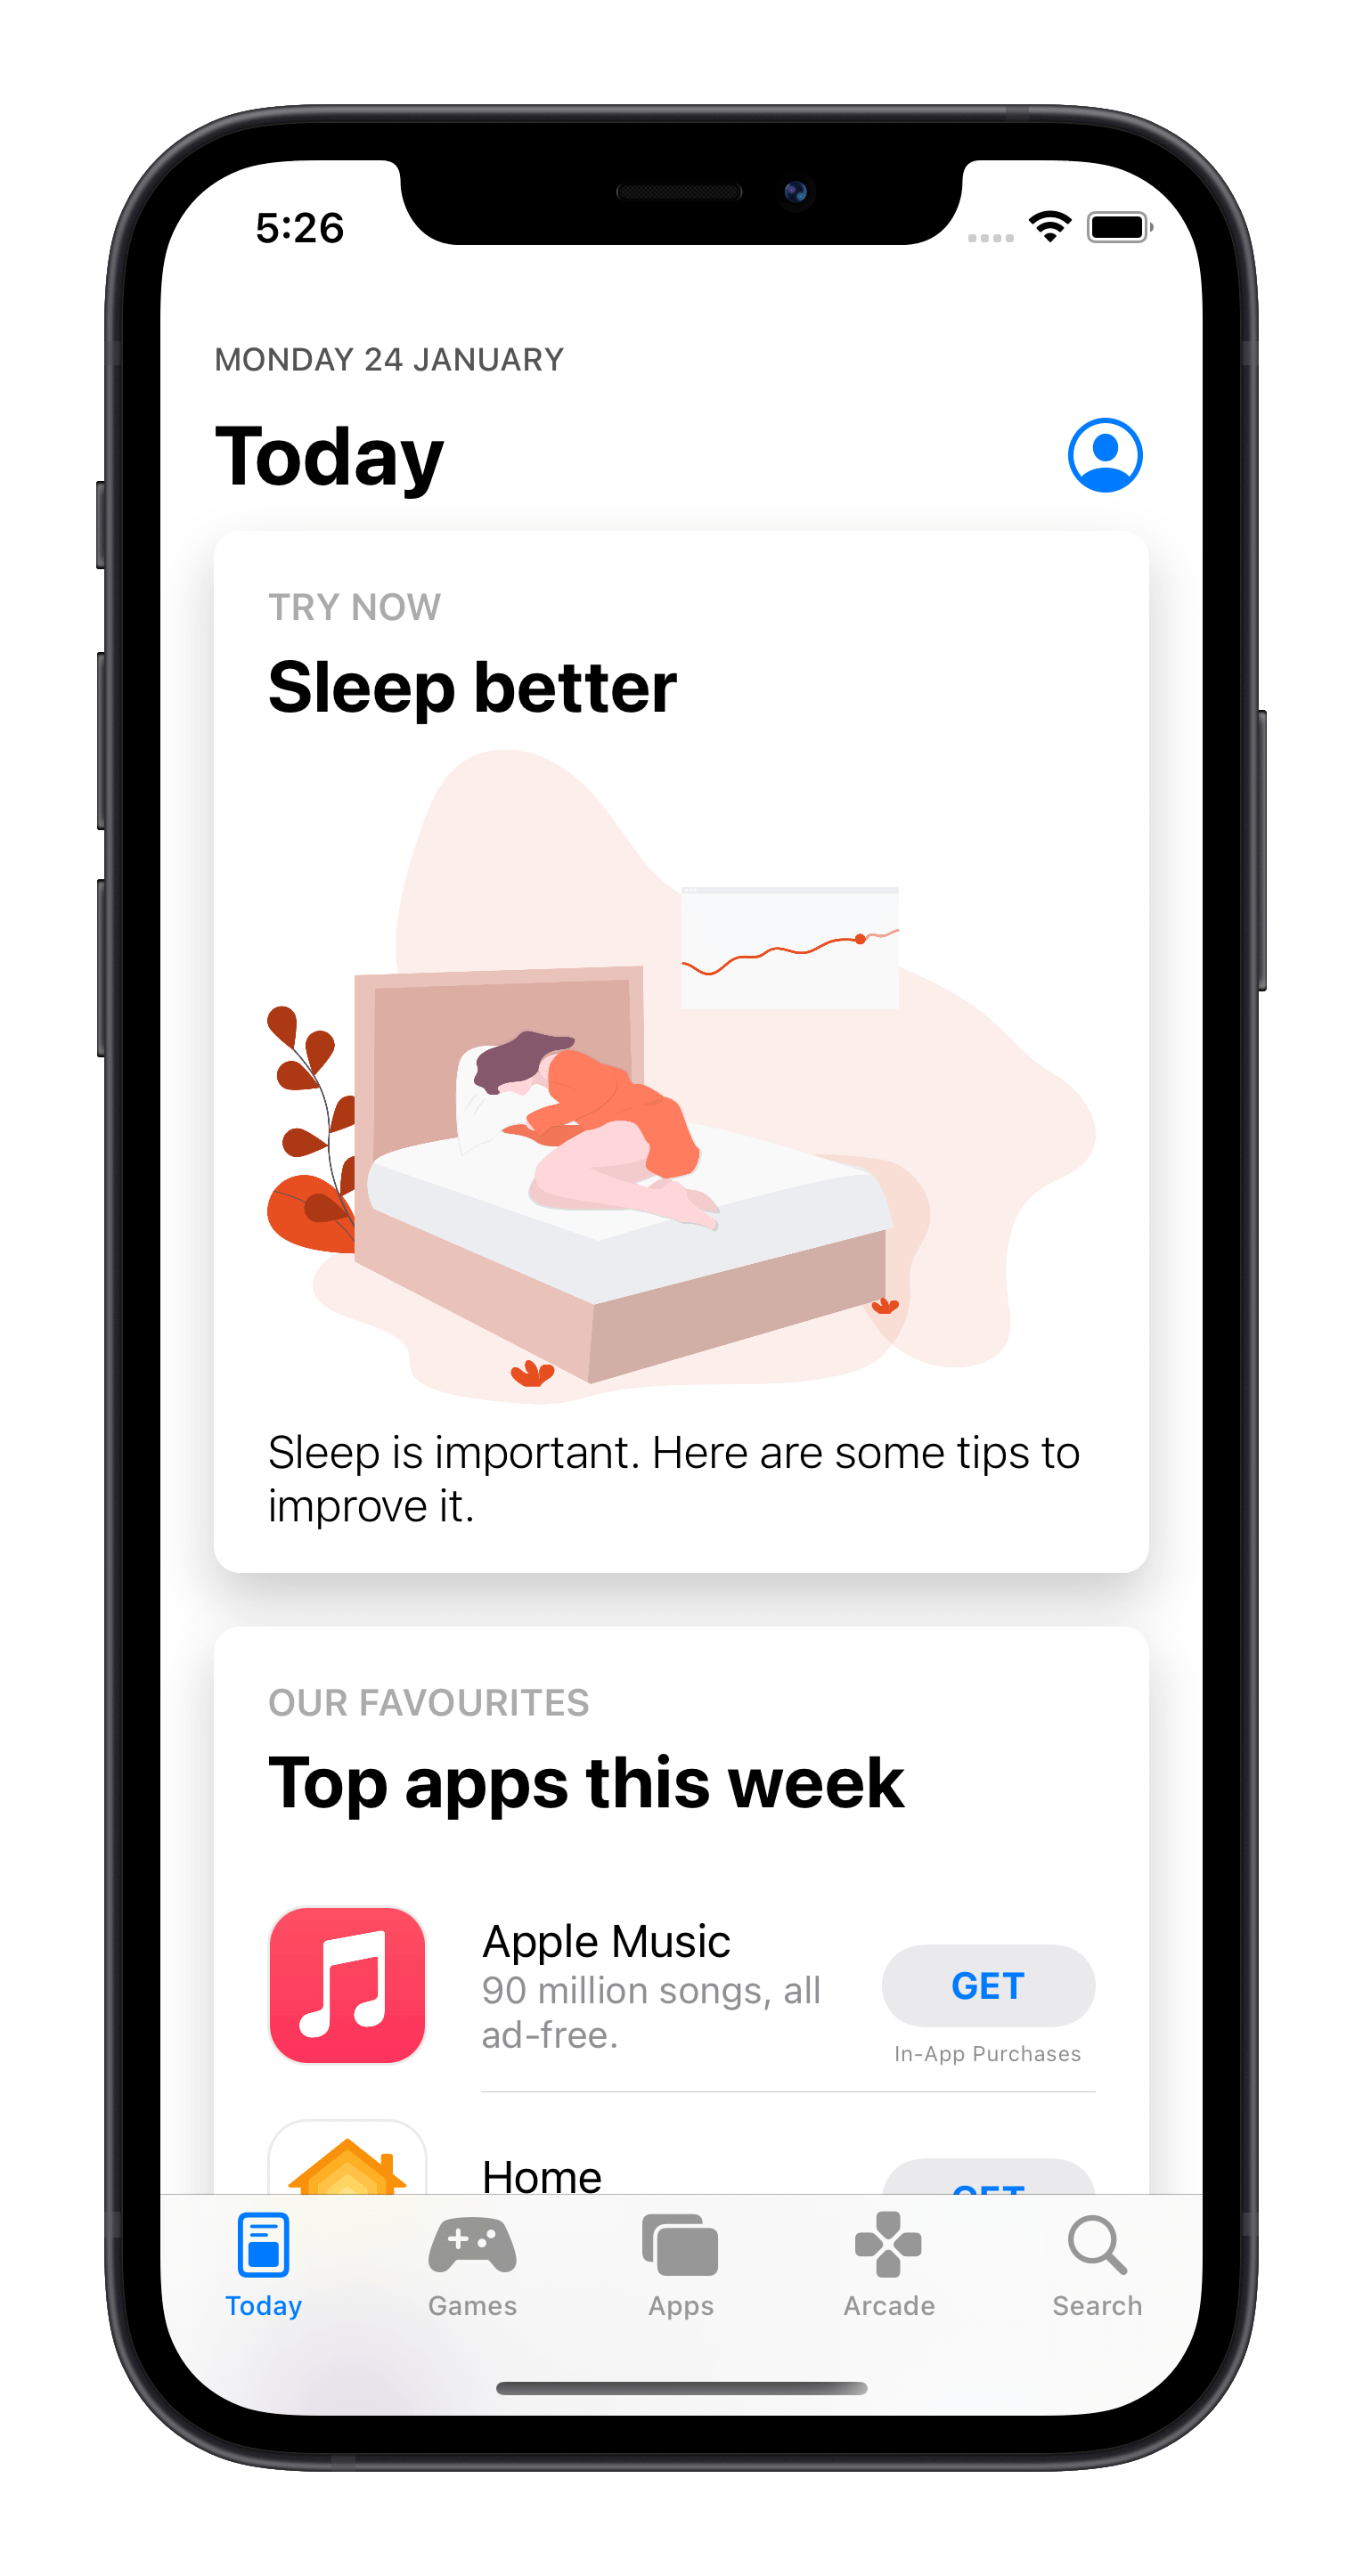 5:26
MONDAY 24 JANUARY
Today
TRY NOW
Sleep better
Sleep is important. Here are some tips to
improve it.
OUR FAVOURITES
Top apps this week
Apple Music
90 million songs, all
ad-free.
GET
In-App Purchases
Home
GET
Today
Games
Apps
Arcade
Search